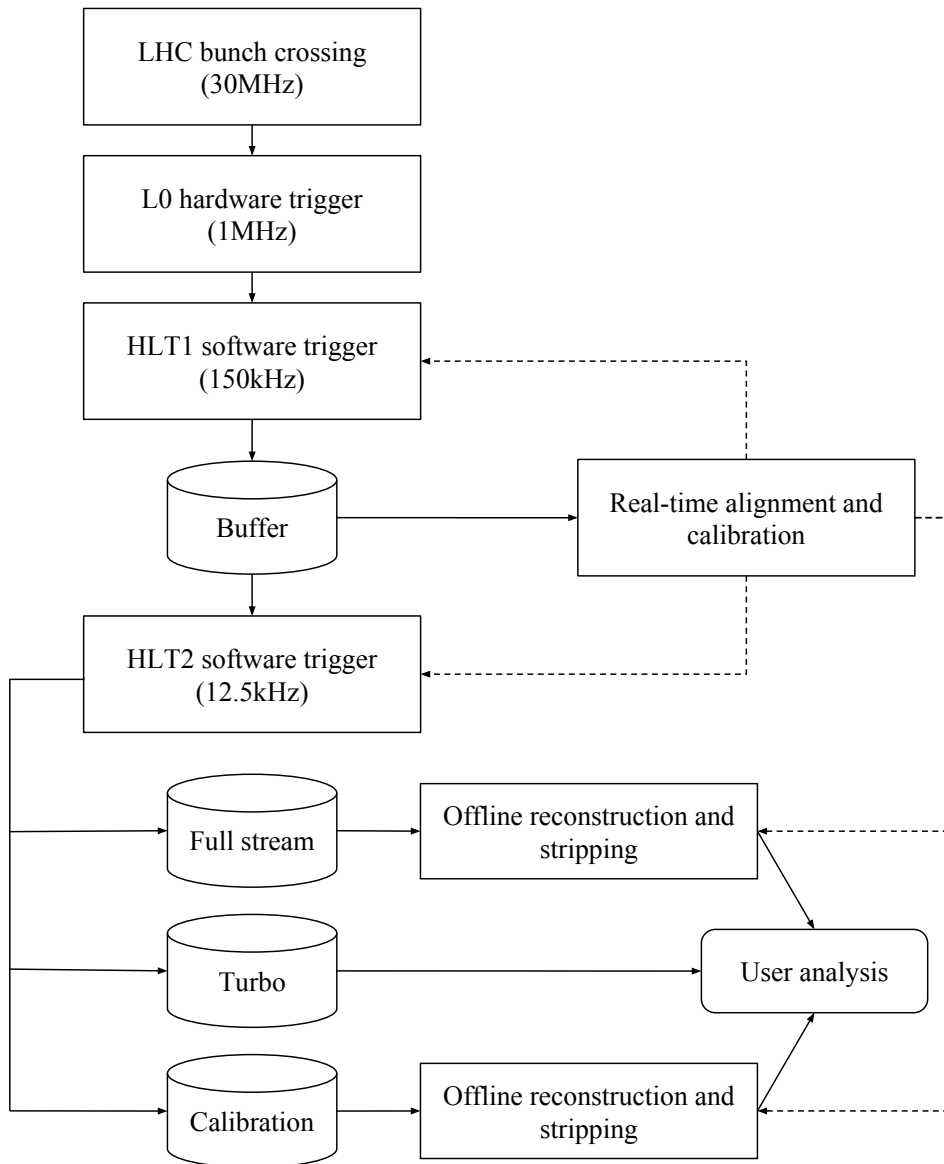 LHC bunch crossing
(30MHz)
L0 hardware trigger
(1MHz)
HLT1 software trigger
(150kHz)
Buffer
Real-time alignment and
calibration
HLT2 software trigger
(12.5kHz)
Full stream
Offline reconstruction and
stripping
Turbo
User analysis
Calibration
Offline reconstruction and
stripping